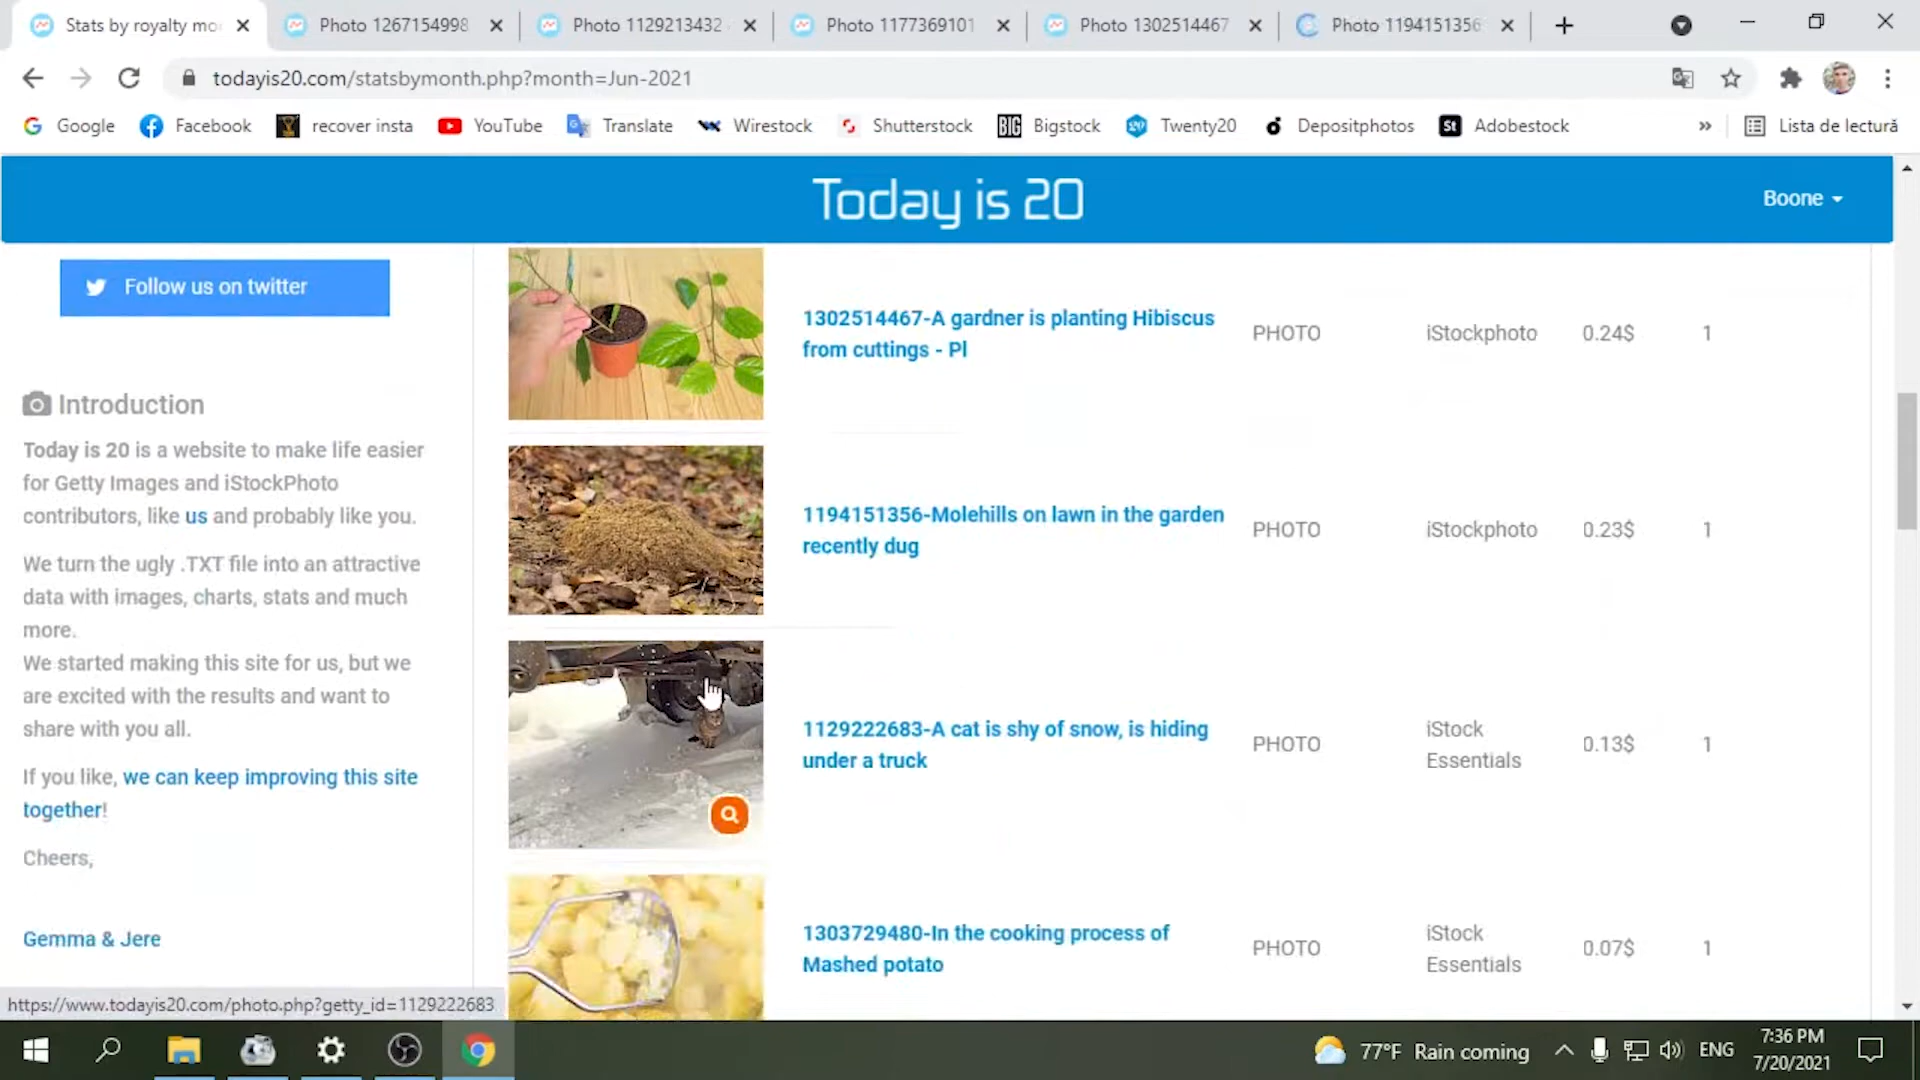 Stats by royalty mo
Photo 1267154998
Photo 1129213432
Photo 1177369101
Photo 1302514467
Photo 1194151356
todayis20.com/statsbymonth.php?month=Jun-2021
Google
Facebook
recover insta
YouTube
Translate
Wirestock
Shutterstock
BIG Bigstock
Twenty20
Depositphotos
St Adobestock
»
Lista de lectură
Today is 20
Boone
Follow us on twitter
Introduction
Today is 20 is a website to make life easier
for Getty Images and iStockPhoto
contributors, like us and probably like you.
We turn the ugly .TXT file into an attractive
data with images, charts, stats and much
more.
We started making this site for us, but we
are excited with the results and want to
share with you all.
If you like, we can keep improving this site
together!
Cheers,
Gemma & Jere
1302514467-A gardner is planting Hibiscus
from cuttings - Pl
PHOTO
iStockphoto
0.24$
1
1194151356-Molehills on lawn in the garden
recently dug
PHOTO
iStockphoto
0.23$
1
1129222683-A cat is shy of snow, is hiding
under a truck
PHOTO
iStock
Essentials
0.13$
1
1303729480-In the cooking process of
Mashed potato
PHOTO
iStock
Essentials
0.07$
1
https://www.todayis20.com/photo.php?getty_id=1129222683
77°F Rain coming
ENG
7:36 PM
7/20/2021